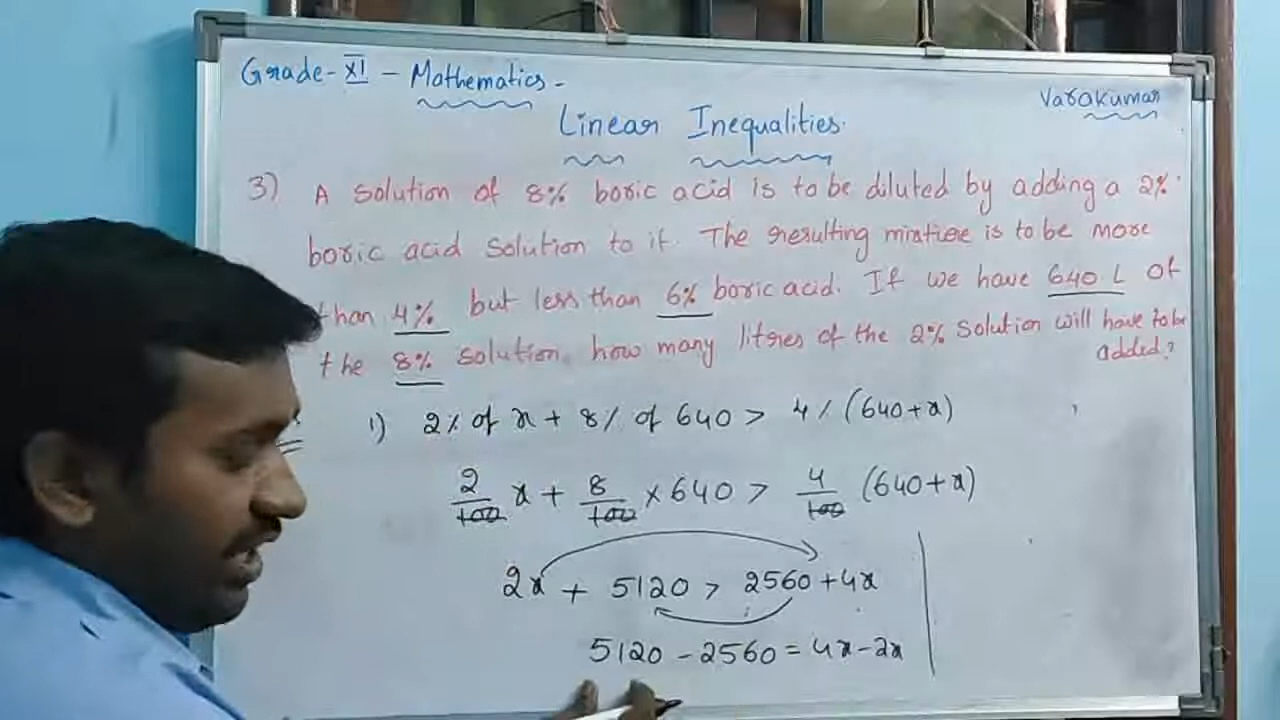 Grade-XI - Mathematics-
Varakumar
Linear Inequalities.
3) A solution of 8% boric acid is to be diluted by adding a 2%
boric acid solution to it. The resulting mixture is to be more
than 4% but less than 6% boric acid. If we have 640 L of
the 8% solution, how many litres of the 2% Solution will have to be
added?
1) 2% of x + 8% of 640 > 4% (640+x)
2/100 x + 8/100 × 640 > 4/100 (640+x)
2x + 5120 > 2560 + 4x
5120 - 2560 = 4x - 2x